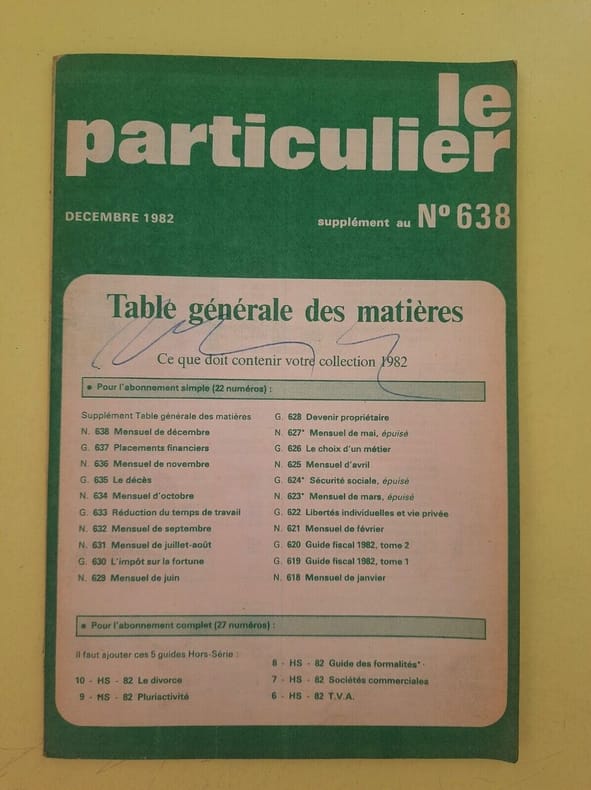 le
particulier
DECEMBRE 1982
supplément au Nº 638
Table générale des matières
Ce que doit contenir votre collection 1982
• Pour l'abonnement simple (22 numéros) :
Supplément Table générale des matières
N. 638 Mensuel de décembre
G. 637 Placements financiers
N. 636 Mensuel de novembre
G. 635 Le décès
N. 634 Mensuel d'octobre
G. 633 Réduction du temps de travail
N. 632 Mensuel de septembre
N. 631 Mensuel de juillet-août
G. 630 L'impôt sur la fortune
N. 629 Mensuel de juin
G. 628 Devenir propriétaire
N. 627* Mensuel de mai, épuisé
G. 626 Le choix d'un métier
N. 625 Mensuel d'avril
G. 624* Sécurité sociale, épuisé
N. 623* Mensuel de mars, épuisé
G. 622 Libertés individuelles et vie privée
N. 621 Mensuel de février
G. 620 Guide fiscal 1982, tome 2
G. 619 Guide fiscal 1982, tome 1
N. 618 Mensuel de janvier
• Pour l'abonnement complet (27 numéros) :
Il faut ajouter ces 5 guides Hors-Série :
10 - HS - 82 Le divorce
9 - HS - 82 Pluriactivité
8 - HS - 82 Guide des formalités*
7 - HS - 82 Sociétés commerciales
6 - HS - 82 T.V.A.